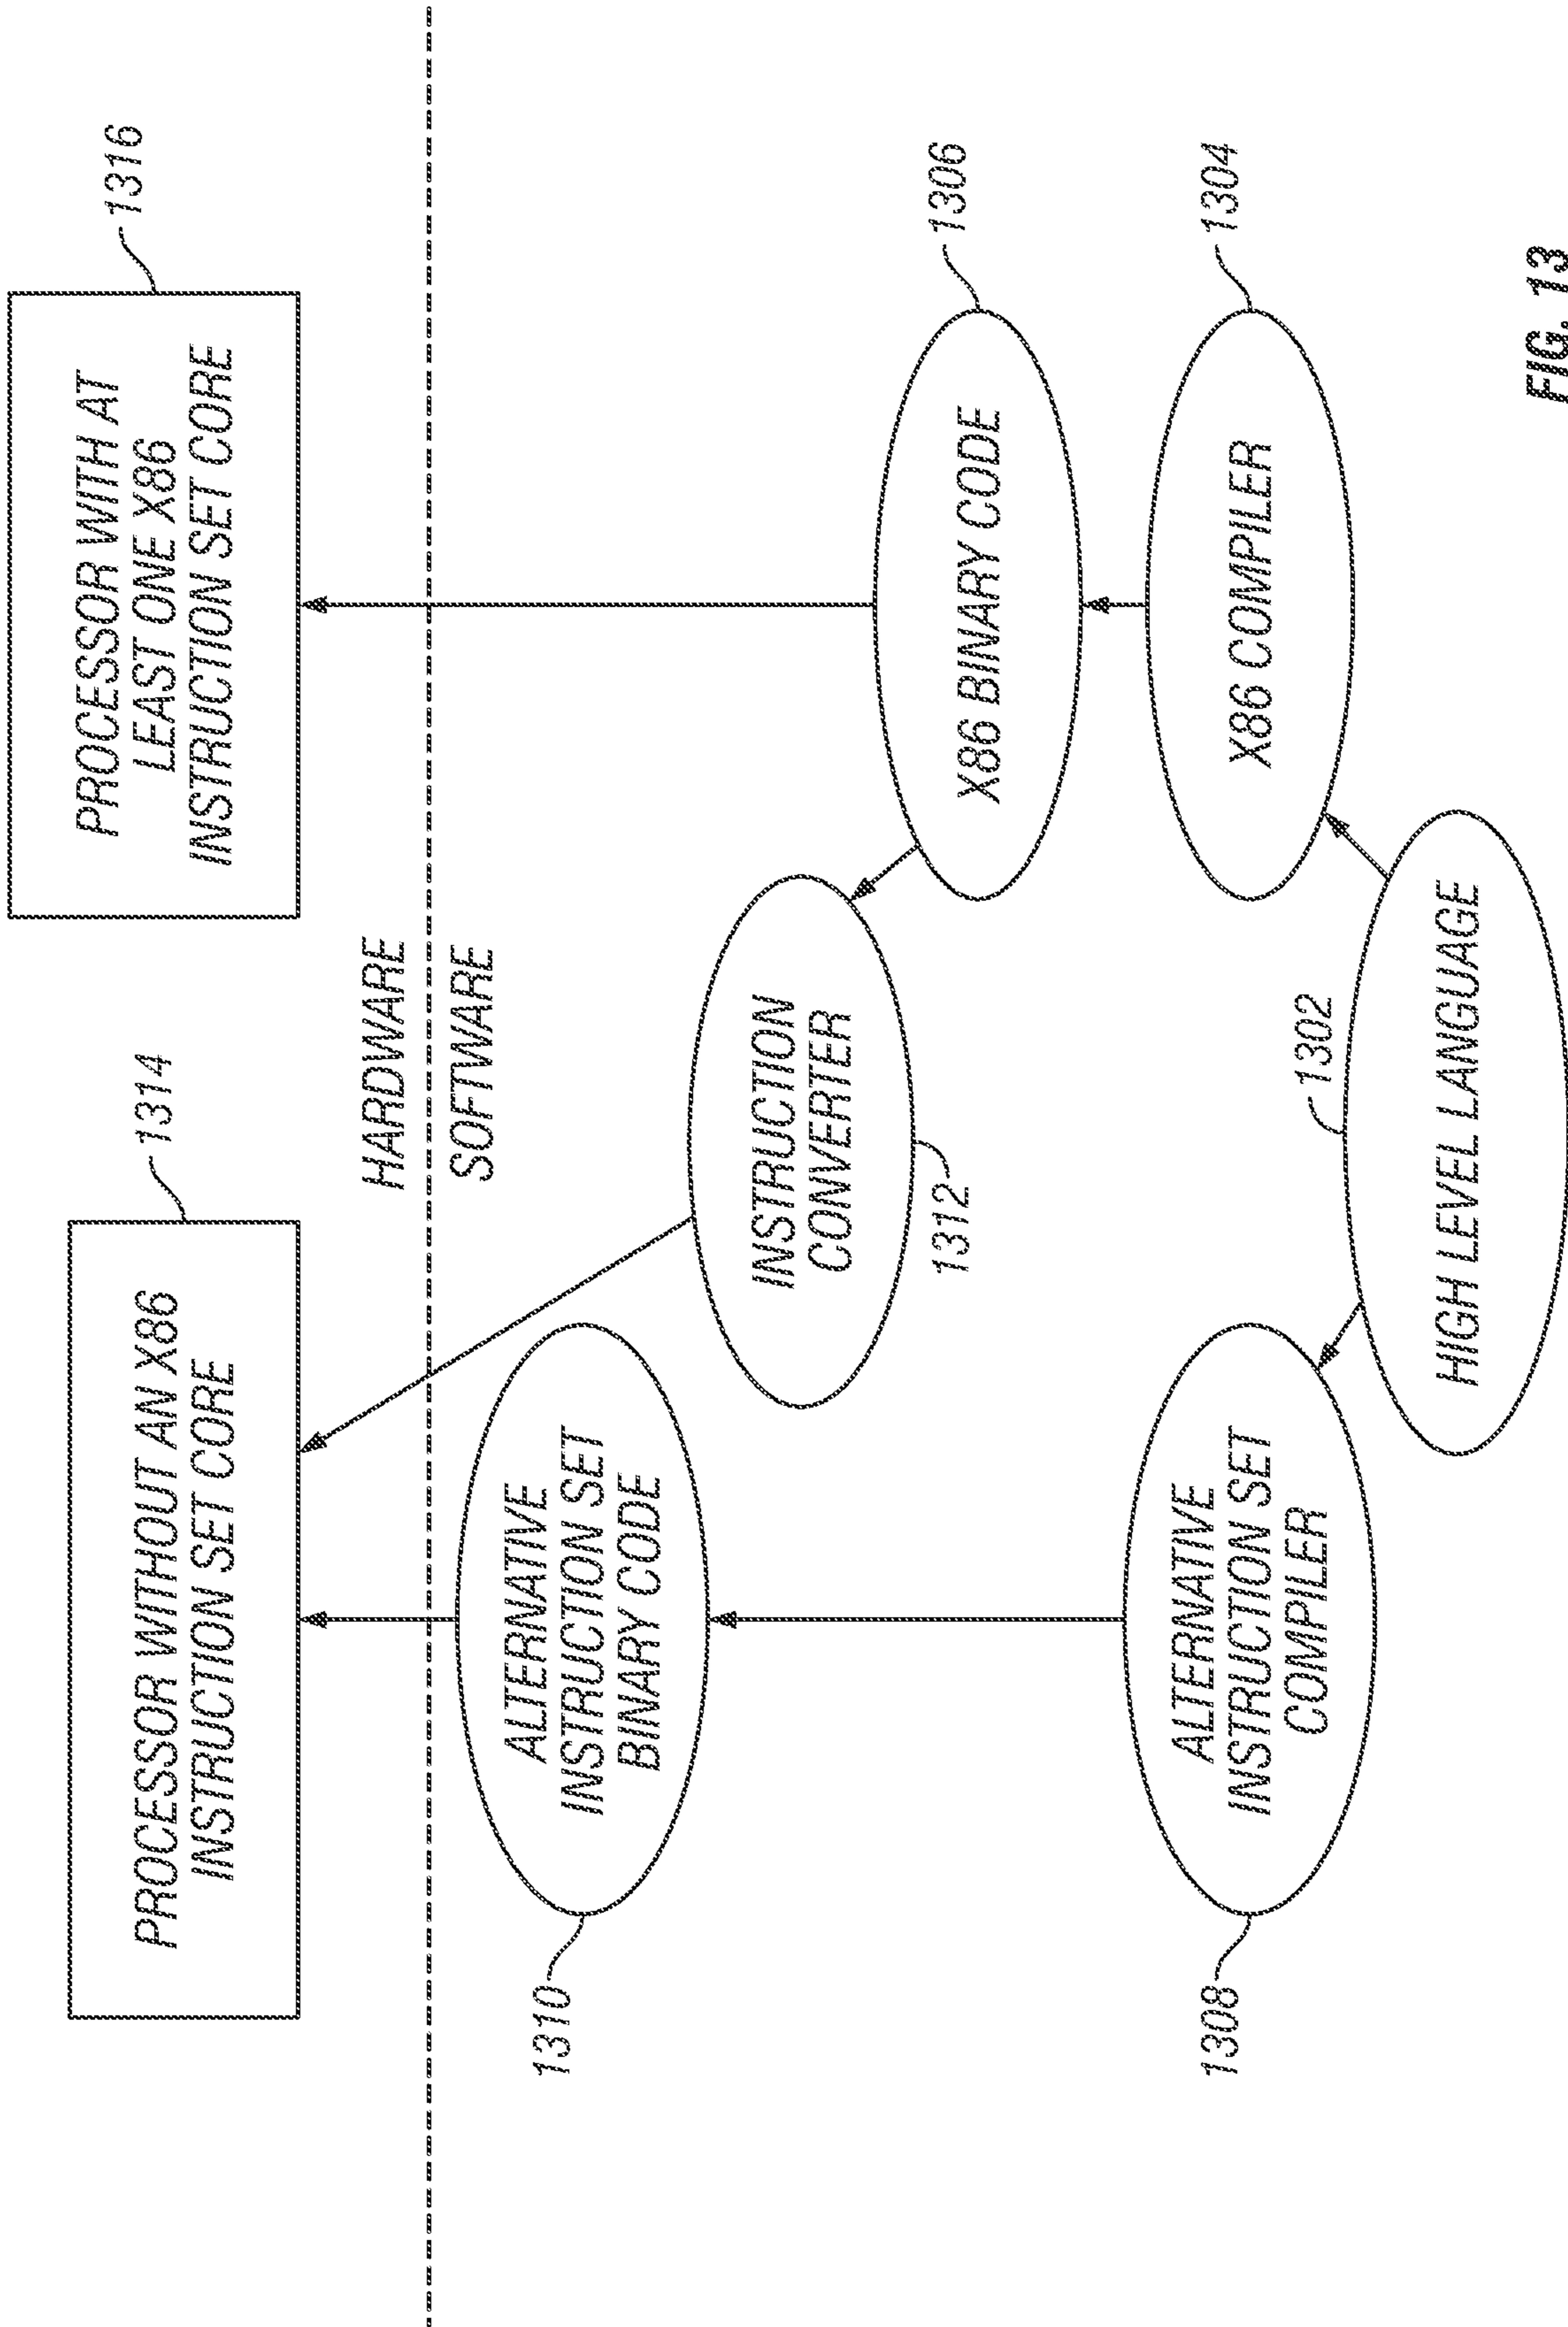 PROCESSOR WITHOUT AN X86
INSTRUCTION SET CORE
1314
PROCESSOR WITH AT
LEAST ONE X86
INSTRUCTION SET CORE
1316
HARDWARE
SOFTWARE
1310
ALTERNATIVE
INSTRUCTION SET
BINARY CODE
INSTRUCTION
CONVERTER
1312
X86 BINARY CODE
1306
1308
ALTERNATIVE
INSTRUCTION SET
COMPILER
X86 COMPILER
1304
1302
HIGH LEVEL LANGUAGE
FIG. 13